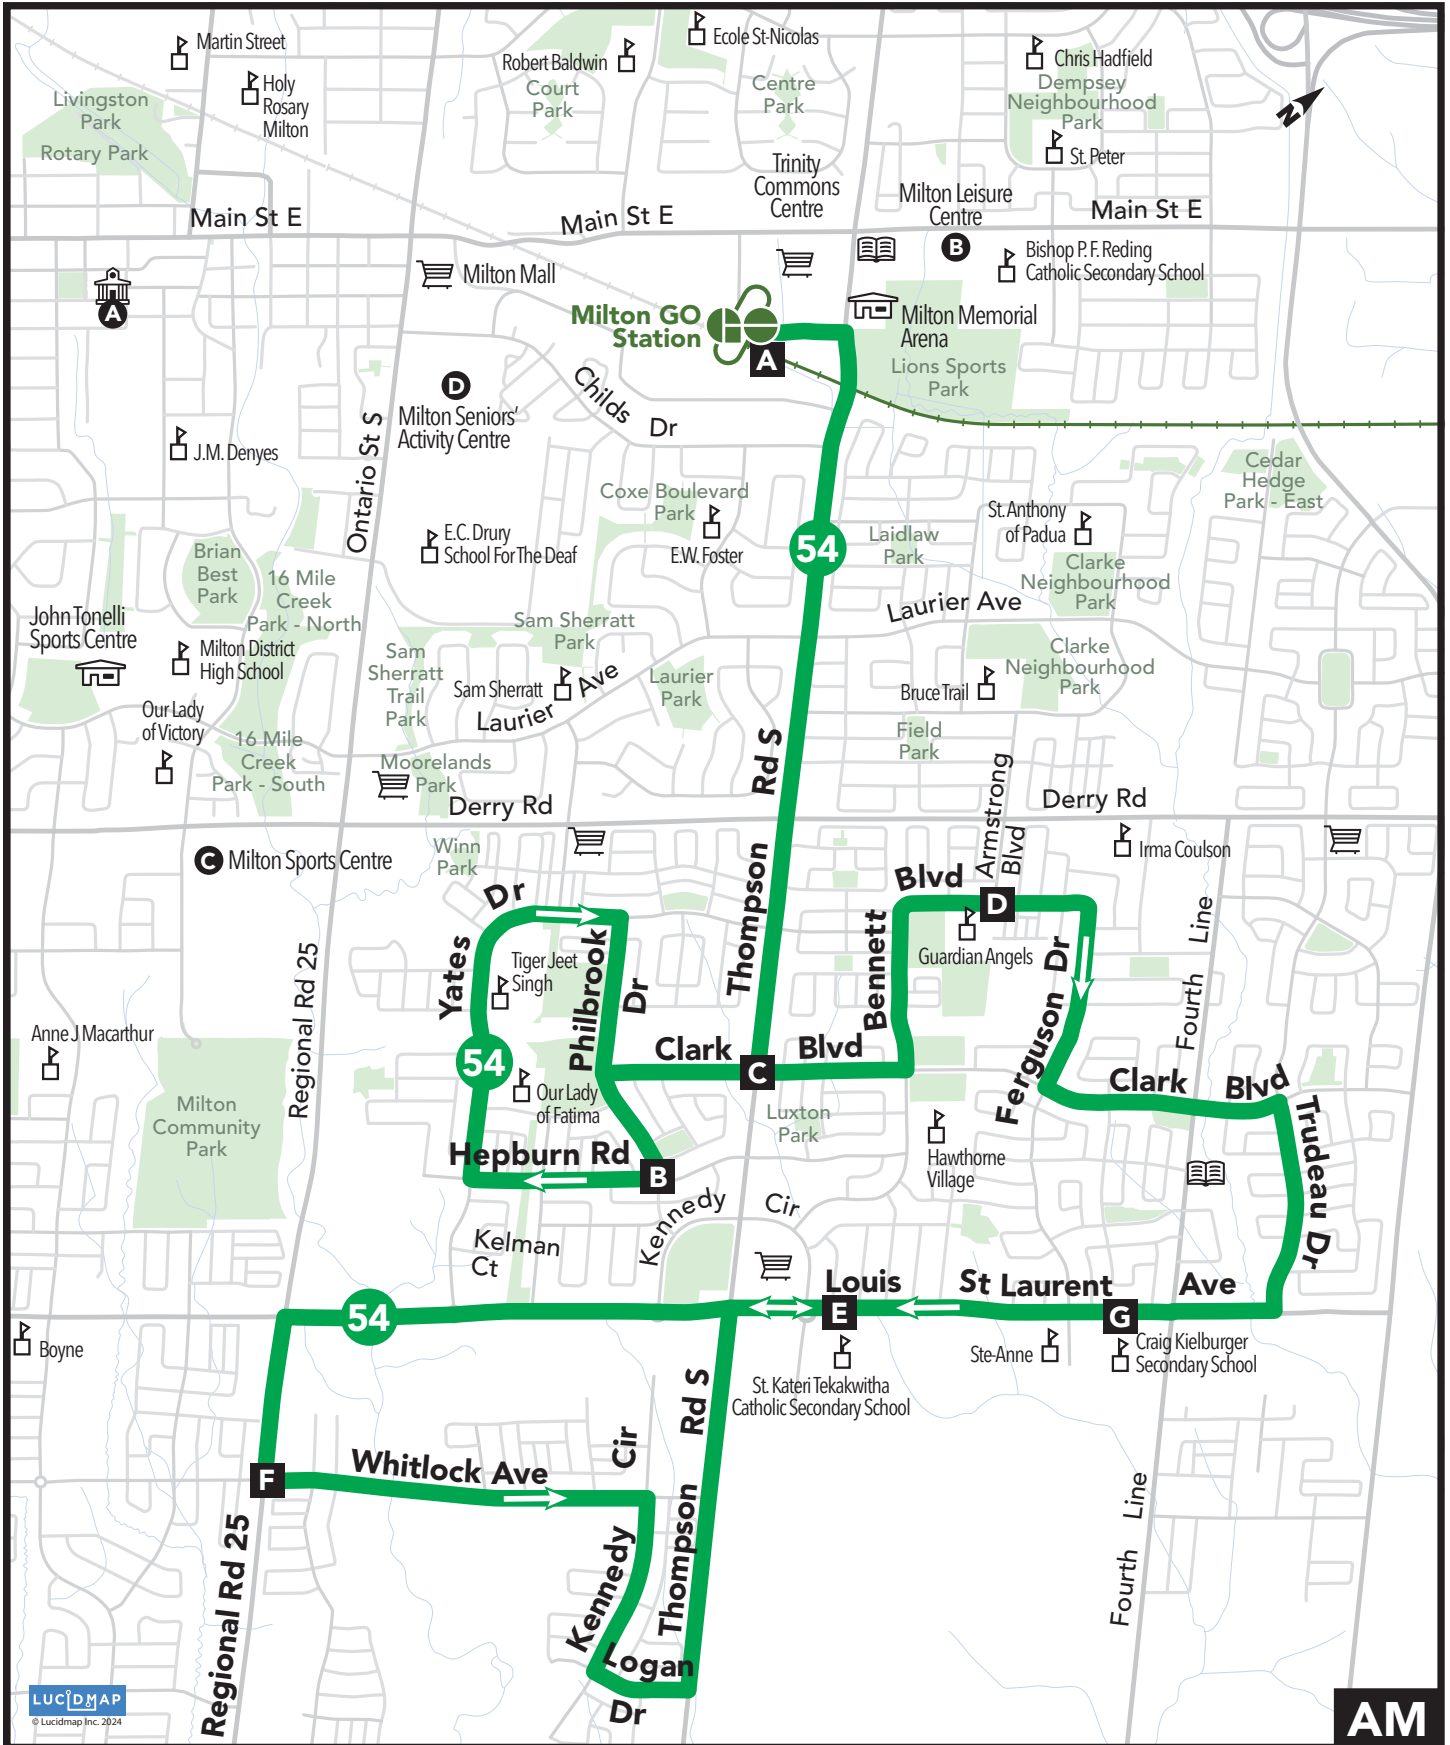 Martin Street
Holy
Rosary
Milton
Livingston
Park
Rotary Park
Robert Baldwin
Court
Park
Ecole St-Nicolas
Centre
Park
Chris Hadfield
Dempsey
Neighbourhood
Park
St. Peter
N
Trinity
Commons
Centre
Milton Leisure
Centre
B
Main St E
Main St E
Main St E
Bishop P. F. Reding
Catholic Secondary School
A
Milton Mall
Milton GO
Station
A
Milton Memorial
Arena
Lions Sports
Park
D
Milton Seniors'
Activity Centre
Childs
Dr
J.M. Denyes
Ontario St S
Cedar
Hedge
Park - East
Coxe Boulevard
Park
E.W. Foster
E.C. Drury
School For The Deaf
54
Laidlaw
Park
St. Anthony
of Padua
Clarke
Neighbourhood
Park
Brian
Best
Park
16 Mile
Creek
Park - North
John Tonelli
Sports Centre
Milton District
High School
Our Lady
of Victory
16 Mile
Creek
Park - South
Sam
Sherratt
Trail
Park
Sam Sherratt
Park
Sam Sherratt
Laurier
Ave
Laurier
Park
Laurier Ave
Clarke
Neighbourhood
Park
Bruce Trail
Field
Park
Moorelands
Park
Derry Rd
Derry Rd
Rd S
Thompson
Armstrong
Blvd
Irma Coulson
C
Milton Sports Centre
Winn
Park
Yates
Dr
Tiger Jeet
Singh
Philbrook
Dr
Bennett
Blvd
D
Guardian Angels
Ferguson Dr
Fourth
Line
Regional Rd 25
Anne J Macarthur
Milton
Community
Park
54
Our Lady
of Fatima
Clark
C
Blvd
Luxton
Park
Clark
Blvd
Trudeau Dr
Hepburn Rd
B
Hawthorne
Village
Kelman
Ct
Kennedy
Cir
Louis
St Laurent
Ave
54
E
G
Boyne
St. Kateri Tekakwitha
Catholic Secondary School
Ste-Anne
Craig Kielburger
Secondary School
Rd S
Thompson
F
Whitlock Ave
Cir
Kennedy
Regional Rd 25
Logan
Dr
Fourth
Line
LUCIDMAP
© Lucidmap Inc. 2024
AM